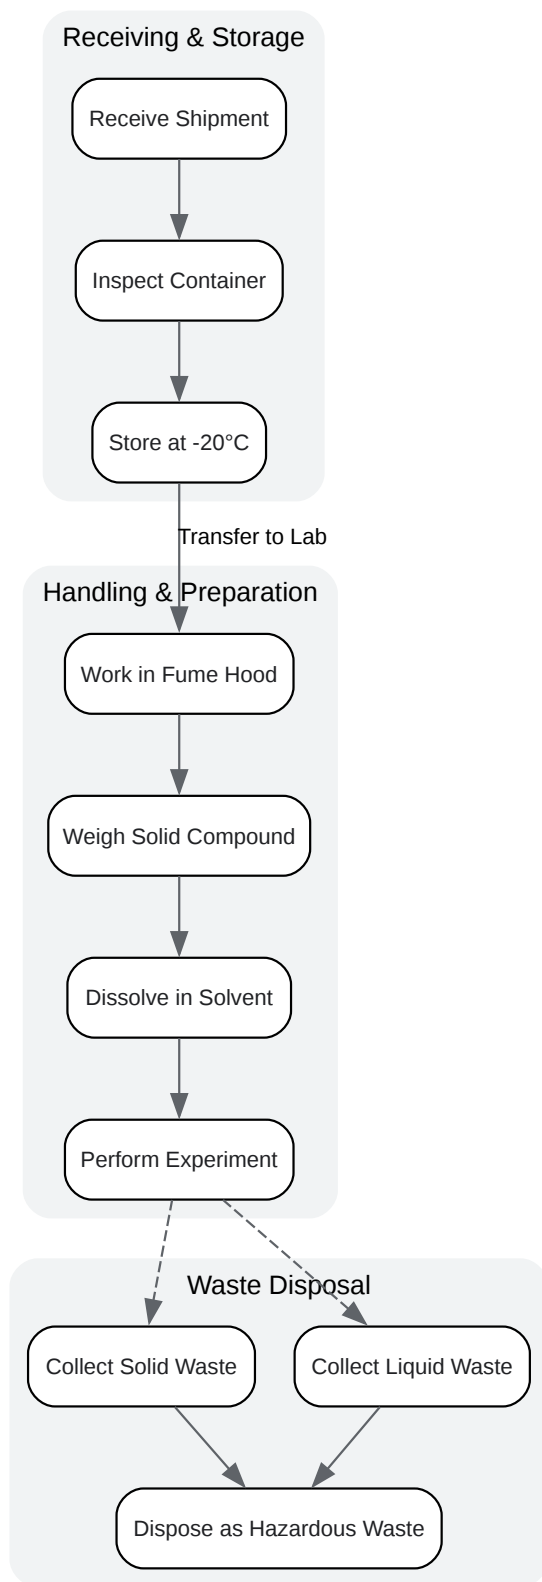 Receiving & Storage
Receive Shipment
Inspect Container
Store at -20°C
Transfer to Lab
Handling & Preparation
Work in Fume Hood
Weigh Solid Compound
Dissolve in Solvent
Perform Experiment
Waste Disposal
Collect Solid Waste
Collect Liquid Waste
Dispose as Hazardous Waste